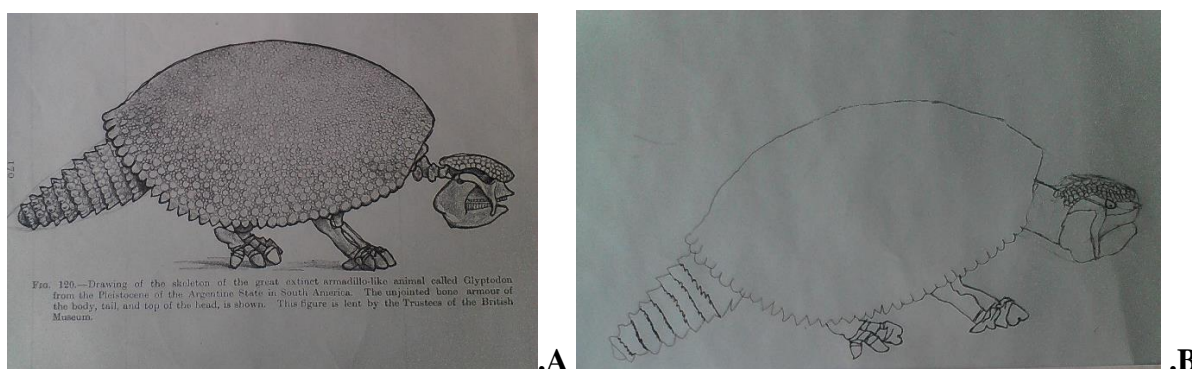 179
FIG. 120.—Drawing of the skeleton of the great extinct armadillo-like animal called Glyptodon
from the Pleistocene of the Argentine State in South America. The unjointed bone armour of
the body, tail, and top of the head, is shown. This figure is lent by the Trustees of the British
Museum.
.A
.B